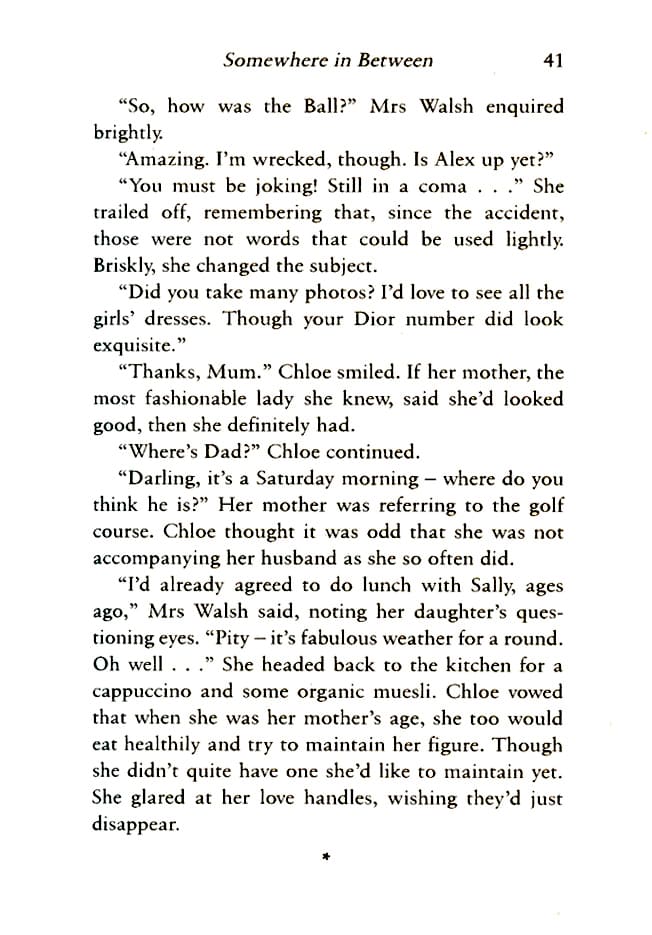 Somewhere in Between 41
“So, how was the Ball?” Mrs Walsh enquired
brightly.
“Amazing. I’m wrecked, though. Is Alex up yet?”
“You must be joking! Still in a coma . . .” She
trailed off, remembering that, since the accident,
those were not words that could be used lightly.
Briskly, she changed the subject.
“Did you take many photos? I’d love to see all the
girls’ dresses. Though your Dior number did look
exquisite.”
“Thanks, Mum.” Chloe smiled. If her mother, the
most fashionable lady she knew, said she’d looked
good, then she definitely had.
“Where’s Dad?” Chloe continued.
“Darling, it’s a Saturday morning – where do you
think he is?” Her mother was referring to the golf
course. Chloe thought it was odd that she was not
accompanying her husband as she so often did.
“I’d already agreed to do lunch with Sally, ages
ago,” Mrs Walsh said, noting her daughter’s ques-
tioning eyes. “Pity – it’s fabulous weather for a round.
Oh well . . .” She headed back to the kitchen for a
cappuccino and some organic muesli. Chloe vowed
that when she was her mother’s age, she too would
eat healthily and try to maintain her figure. Though
she didn’t quite have one she’d like to maintain yet.
She glared at her love handles, wishing they’d just
disappear.
*